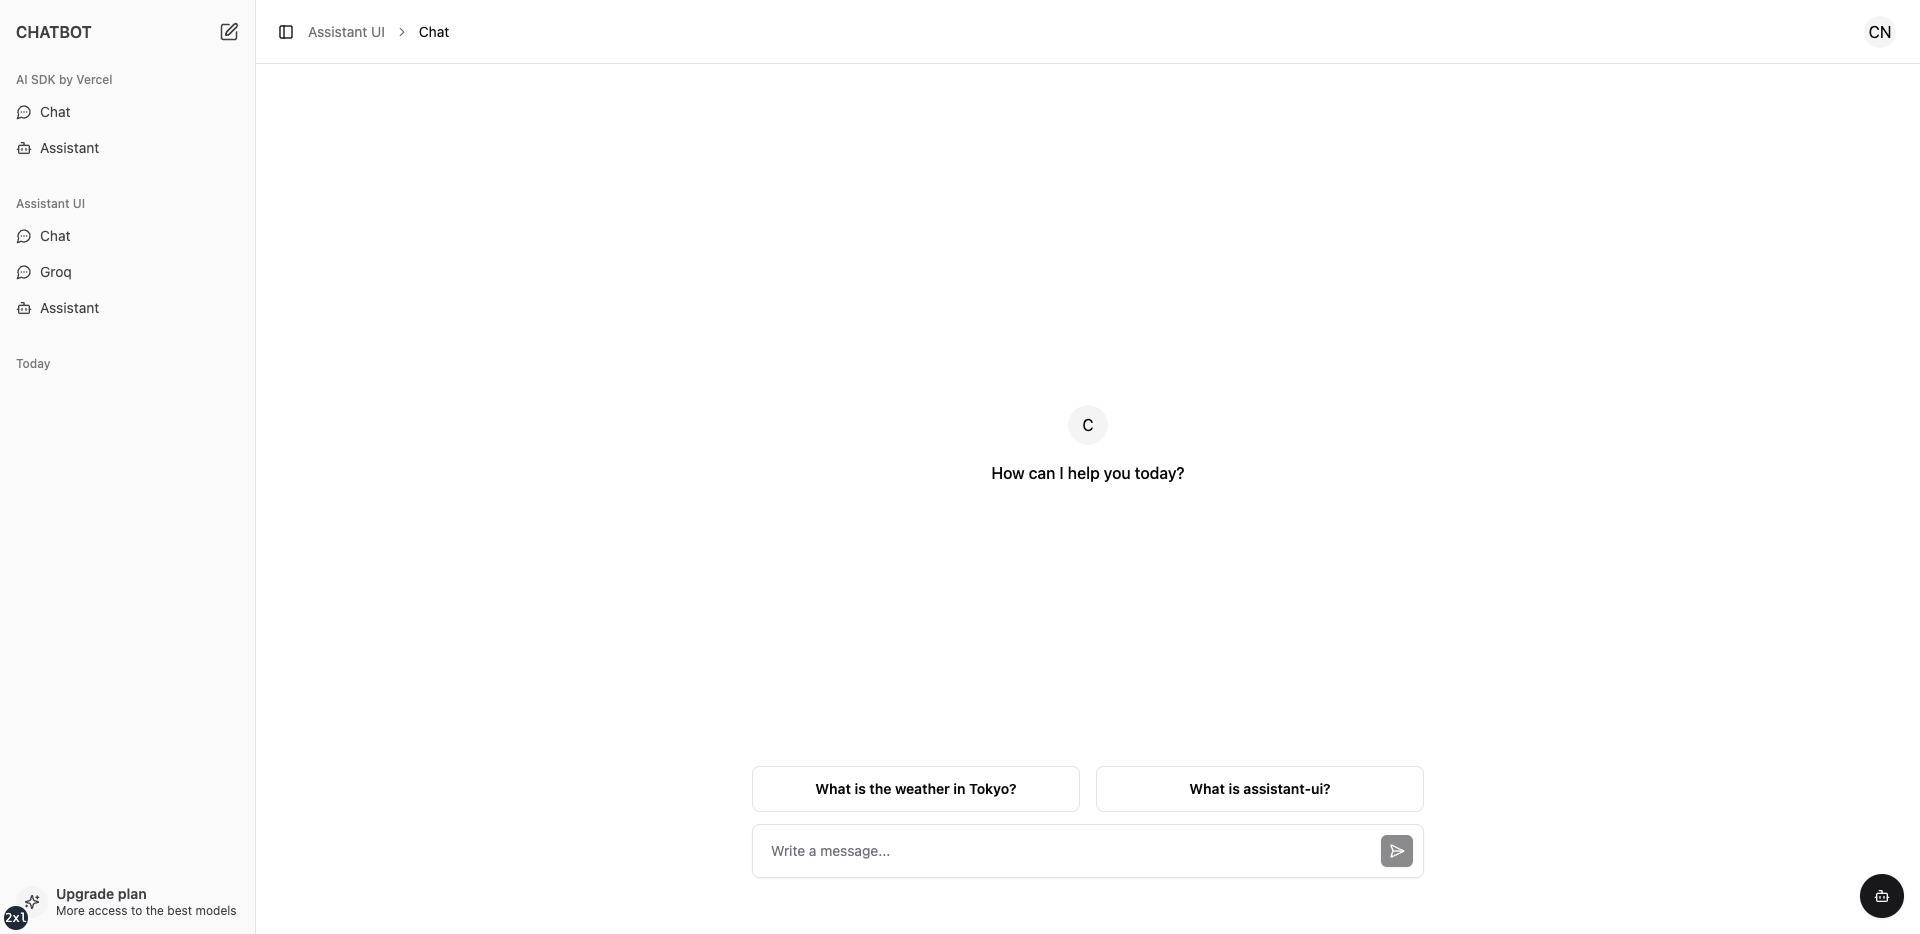 CHATBOT
AI SDK by Vercel
Chat
Assistant
Assistant UI
Chat
Groq
Assistant
Today
Upgrade plan
More access to the best models
2xl
Assistant UI
Chat
CN
C
How can I help you today?
What is the weather in Tokyo?
What is assistant-ui?
Write a message...